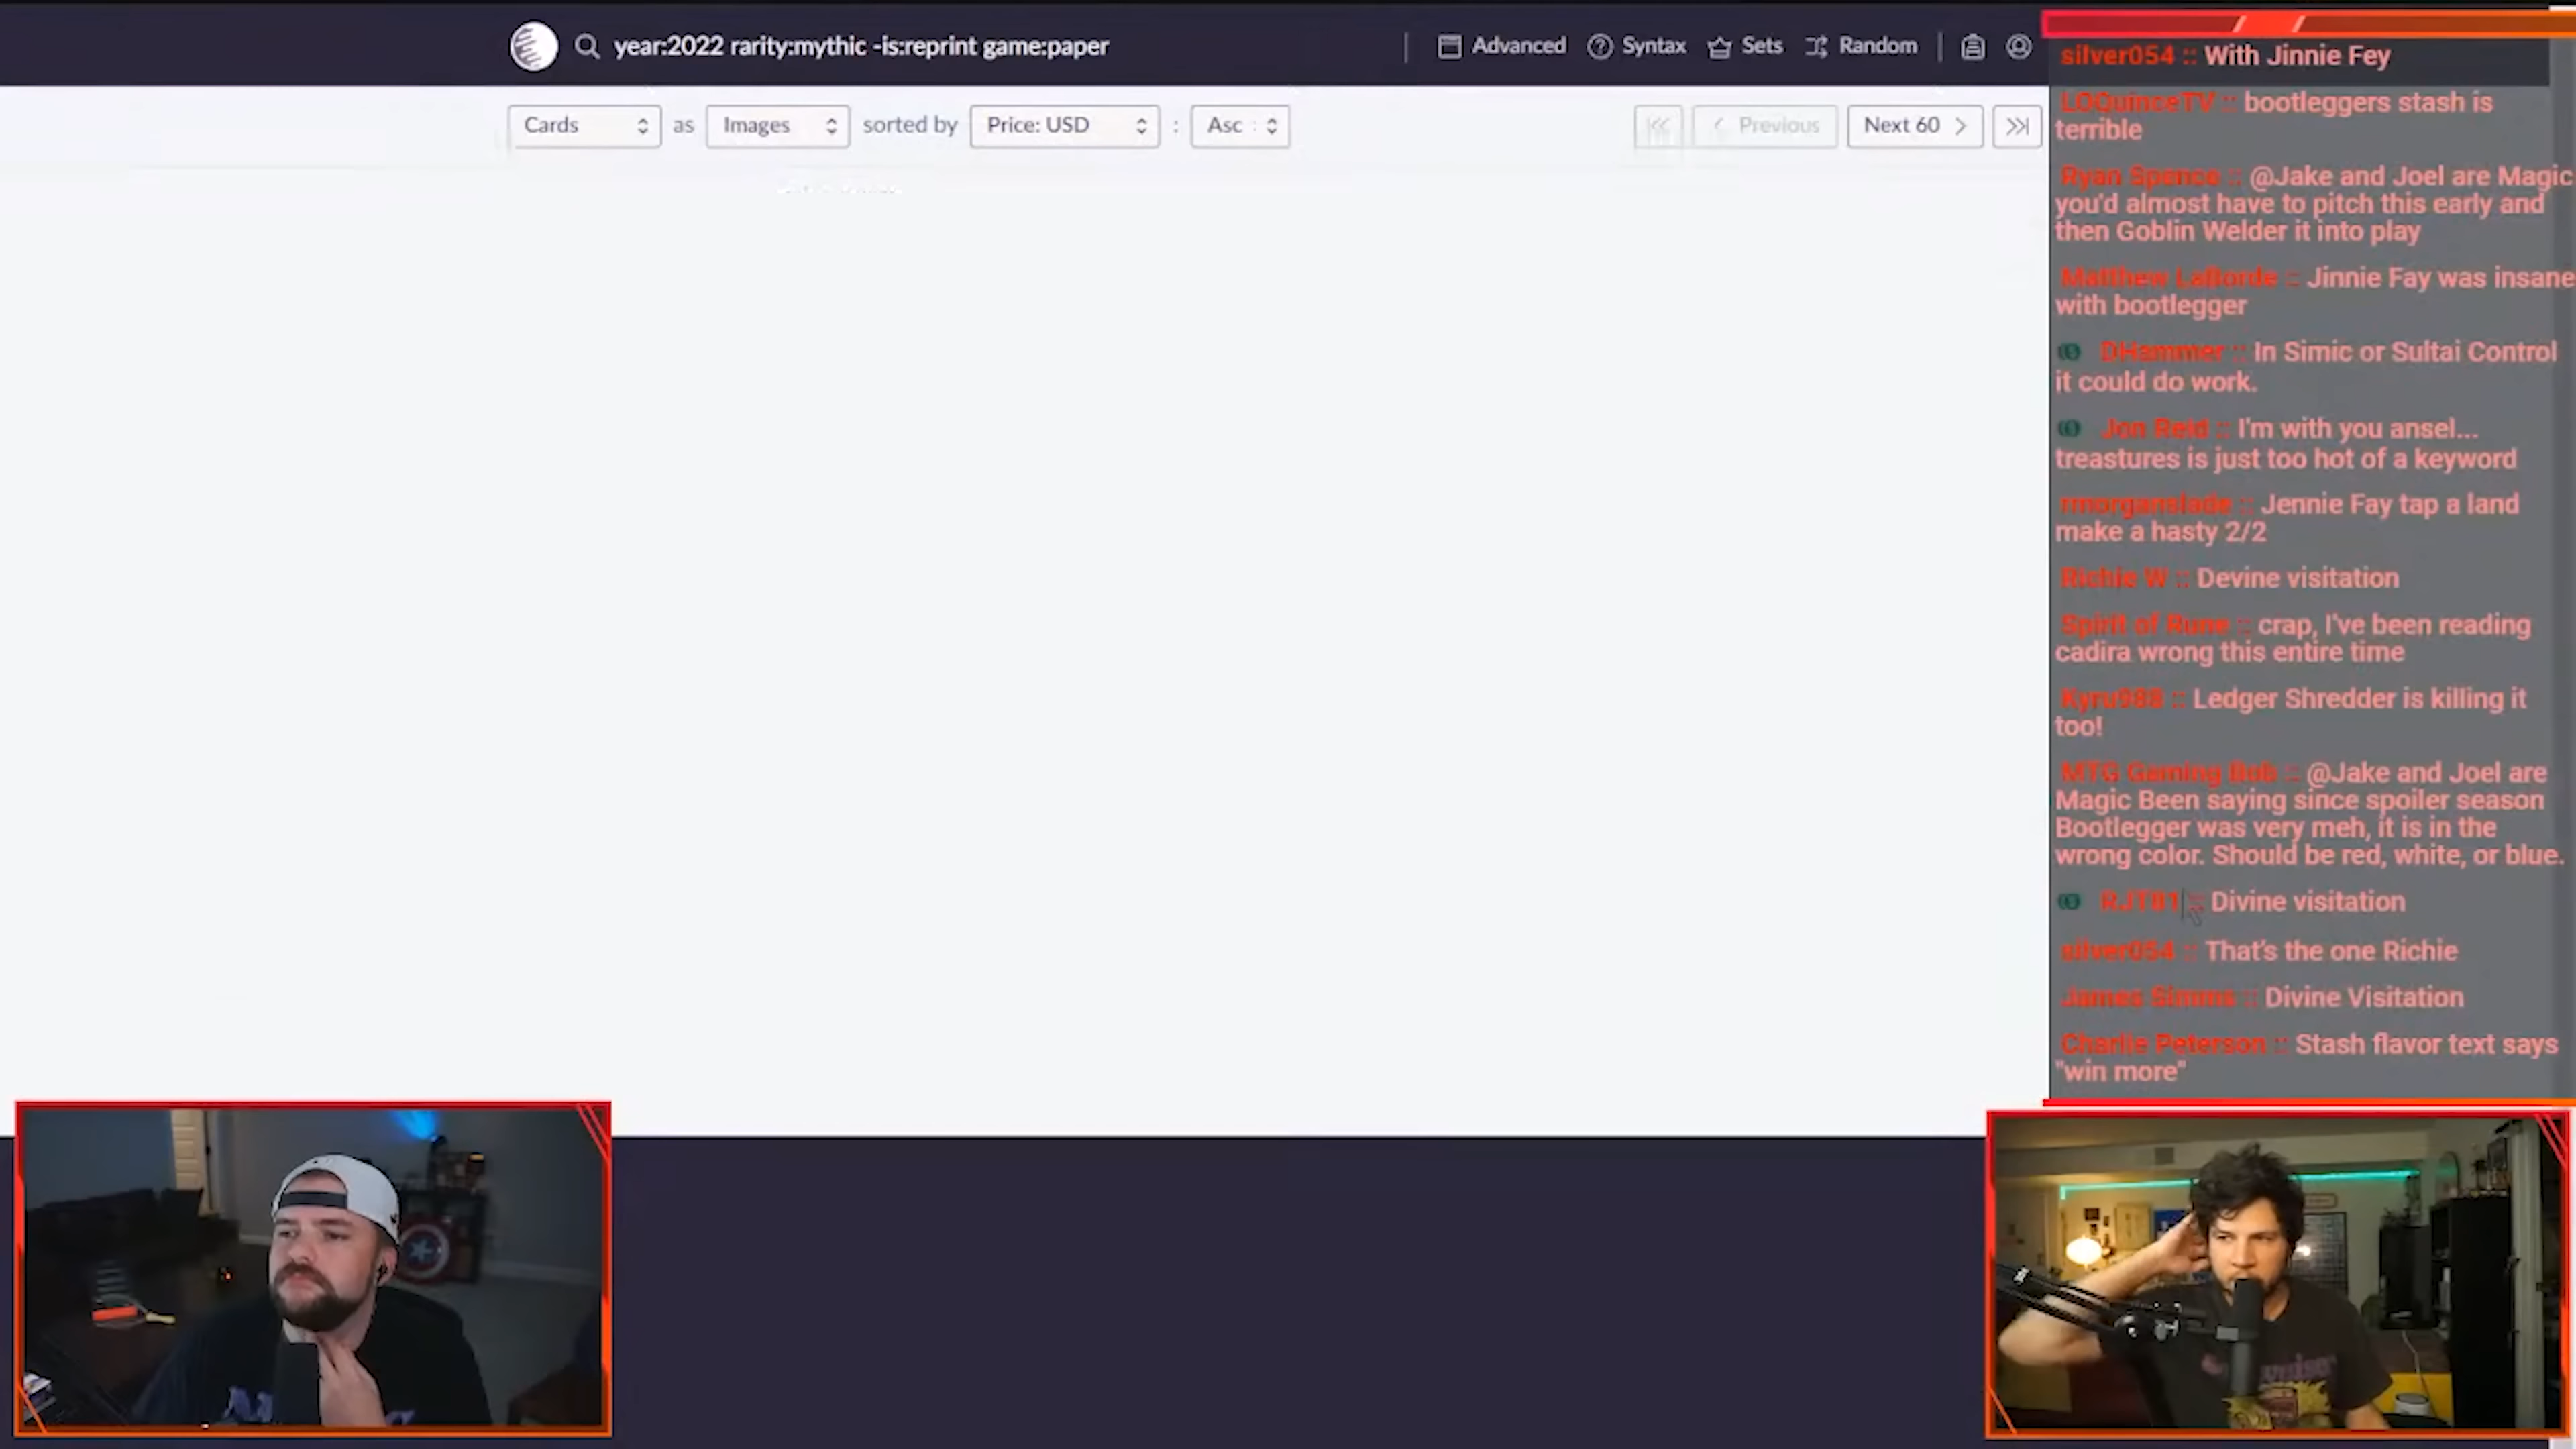 year:2022 rarity:mythic -is:reprint game:paper
Advanced
Syntax
Sets
Random
Cards
as
Images
sorted by
Price: USD
:
Asc
Previous
Next 60
silver054 :: With Jinnie Fey
LOQuinceTV :: bootleggers stash is
terrible
Ryan Spence :: @Jake and Joel are Magic
you'd almost have to pitch this early and
then Goblin Welder it into play
Matthew LaBorde :: Jinnie Fay was insane
with bootlegger
DHammer :: In Simic or Sultai Control
it could do work.
Jon Reid :: I'm with you ansel...
treastures is just too hot of a keyword
rmorganslade :: Jennie Fay tap a land
make a hasty 2/2
Richie W :: Devine visitation
Spirit of Rune :: crap, I've been reading
cadira wrong this entire time
Kyru988 :: Ledger Shredder is killing it
too!
MTG Gaming Bob :: @Jake and Joel are
Magic Been saying since spoiler season
Bootlegger was very meh, it is in the
wrong color. Should be red, white, or blue.
RJT81 :: Divine visitation
silver054 :: That's the one Richie
James Simms :: Divine Visitation
Charlie Peterson :: Stash flavor text says
"win more"